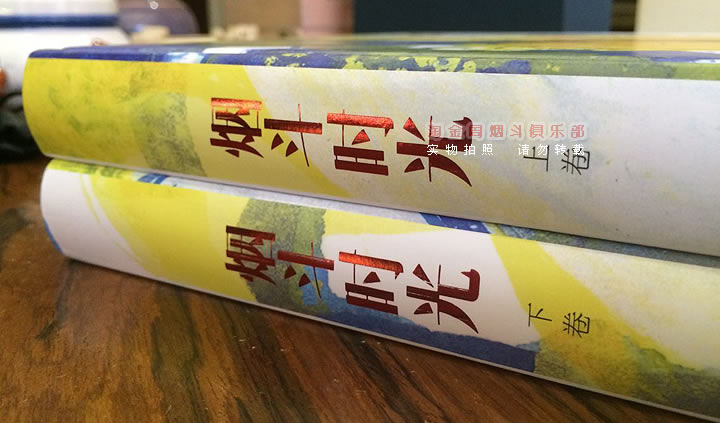 烟斗时光 上卷
淘金阁烟斗俱乐部
实物拍照 请勿转载
烟斗时光 下卷